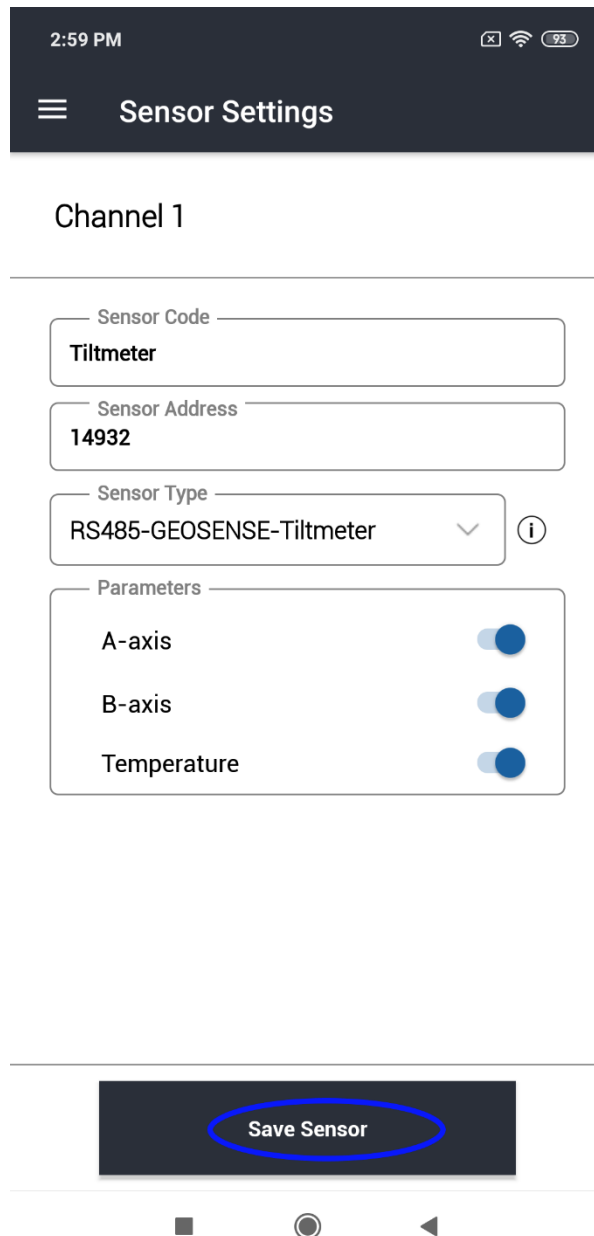 2:59 PM
93
Sensor Settings
Channel 1
Sensor Code
Tiltmeter
Sensor Address
14932
Sensor Type
RS485-GEOSENSE-Tiltmeter
i
Parameters
A-axis
B-axis
Temperature
Save Sensor